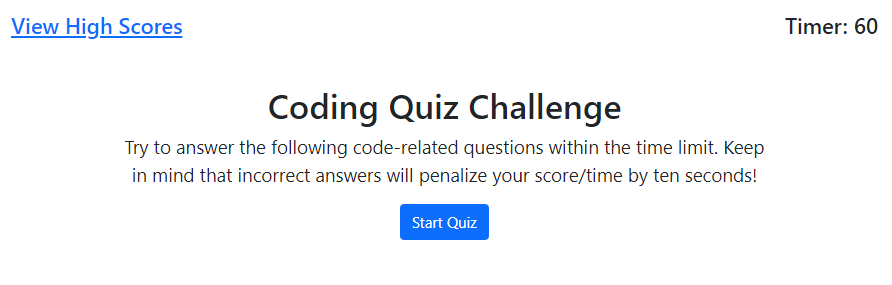 View High Scores
Timer: 60
Coding Quiz Challenge
Try to answer the following code-related questions within the time limit. Keep
in mind that incorrect answers will penalize your score/time by ten seconds!
Start Quiz